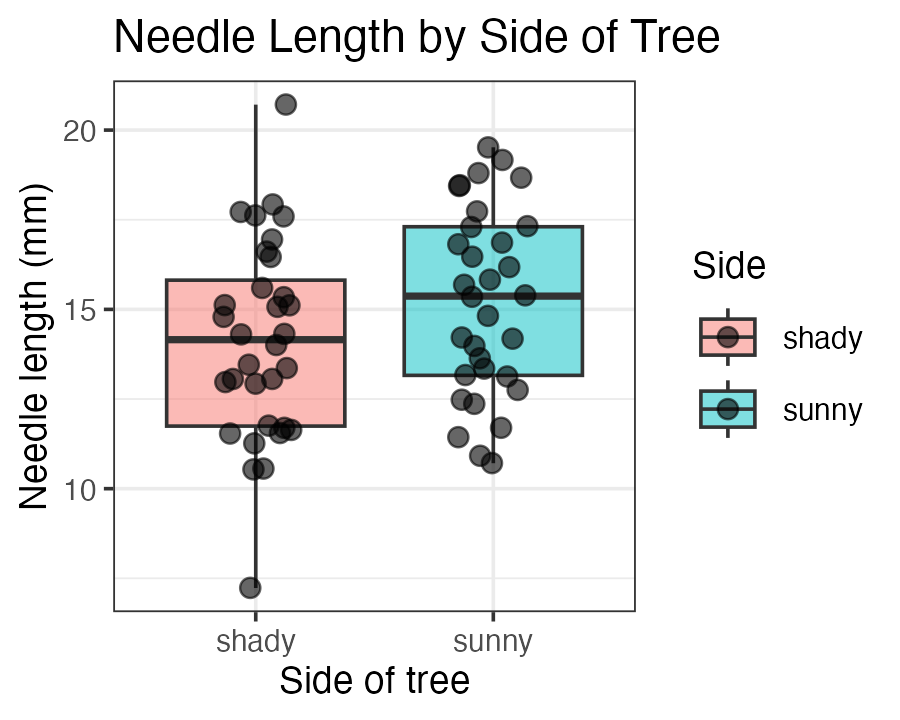 Needle Length by Side of Tree
Needle length (mm)
20
15
10
shady
sunny
Side of tree
Side
shady
sunny